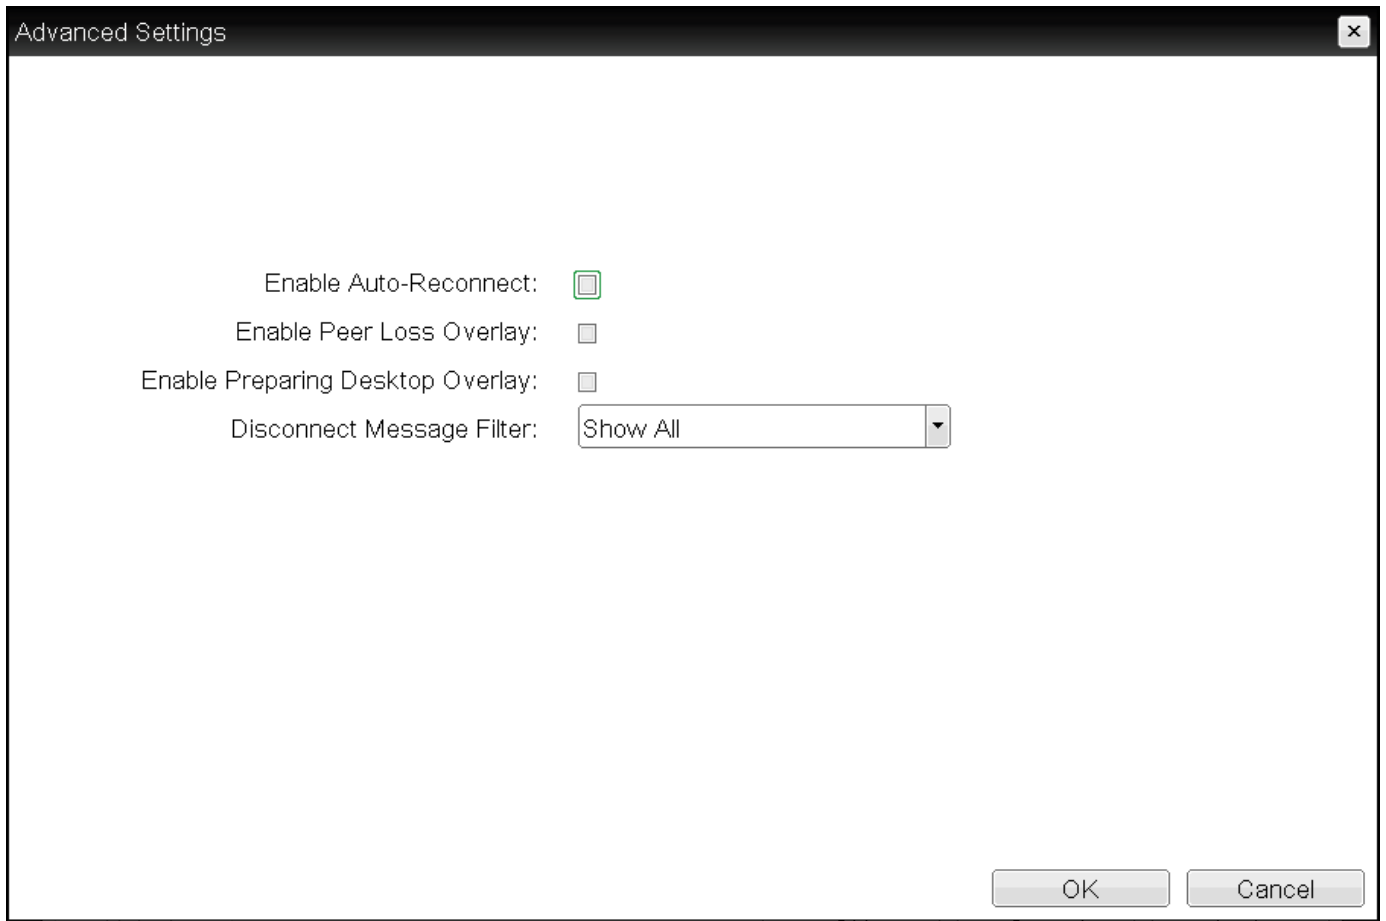 Advanced Settings
Enable Auto-Reconnect:
Enable Peer Loss Overlay:
Enable Preparing Desktop Overlay:
Disconnect Message Filter: Show All
OK Cancel